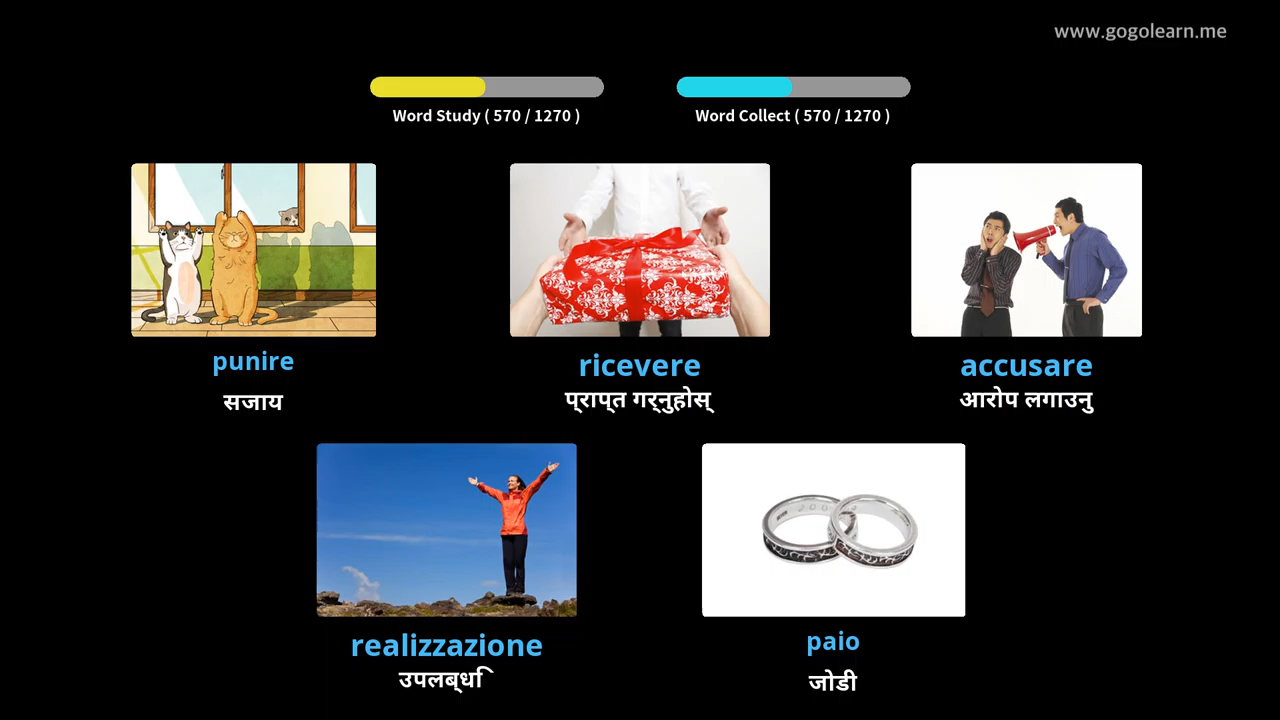 www.gogolearn.me
Word Study ( 570 / 1270 )
Word Collect ( 570 / 1270 )
punire
सजाय
ricevere
प्राप्त गर्नुहोस्
accusare
आरोप लगाउनु
realizzazione
उपलब्धि
paio
जोडी